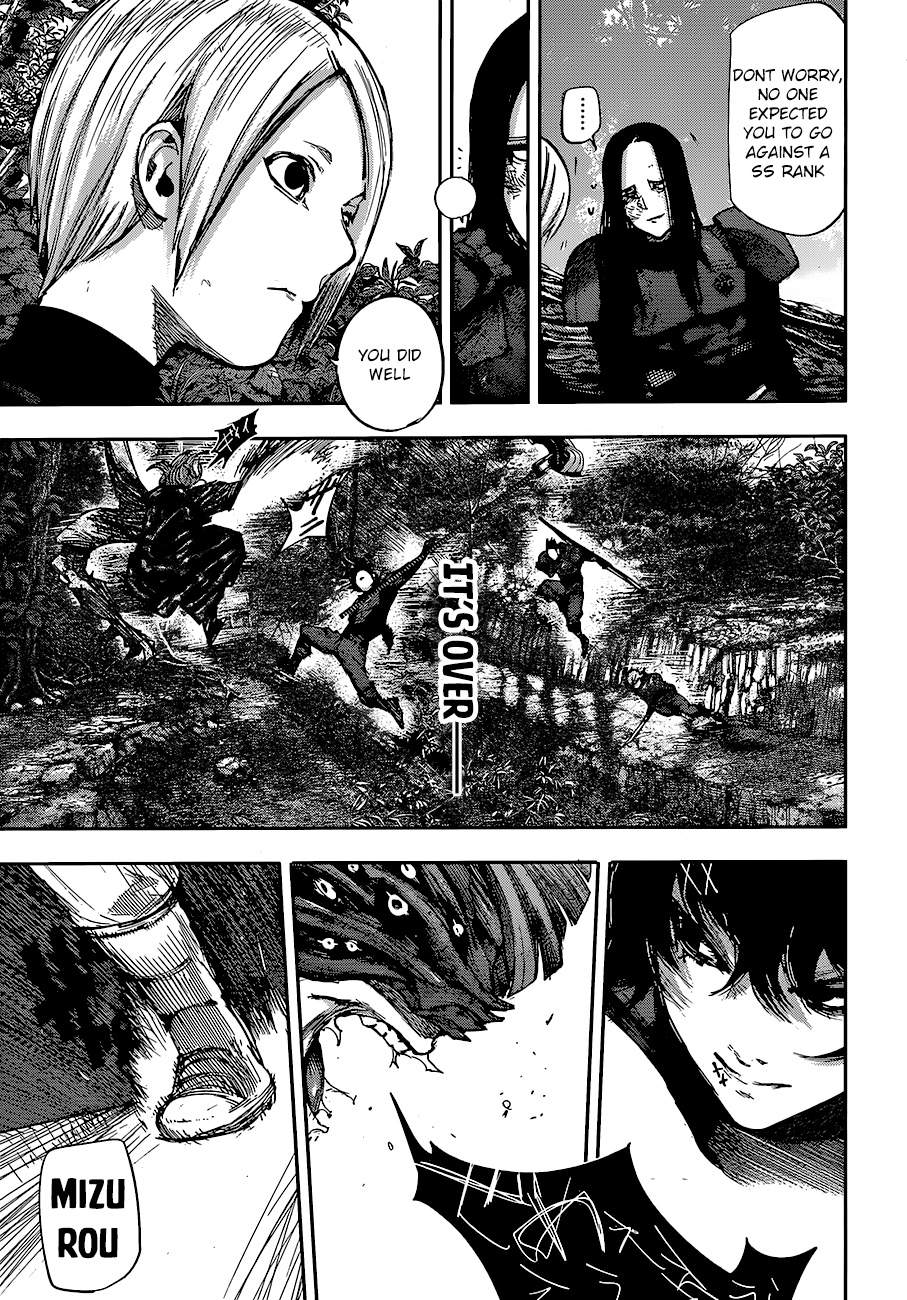 DONT WORRY,
NO ONE
EXPECTED
YOU TO GO
AGAINST A
SS RANK
......
YOU DID
WELL
IT'S OVER—
MIZU
ROU